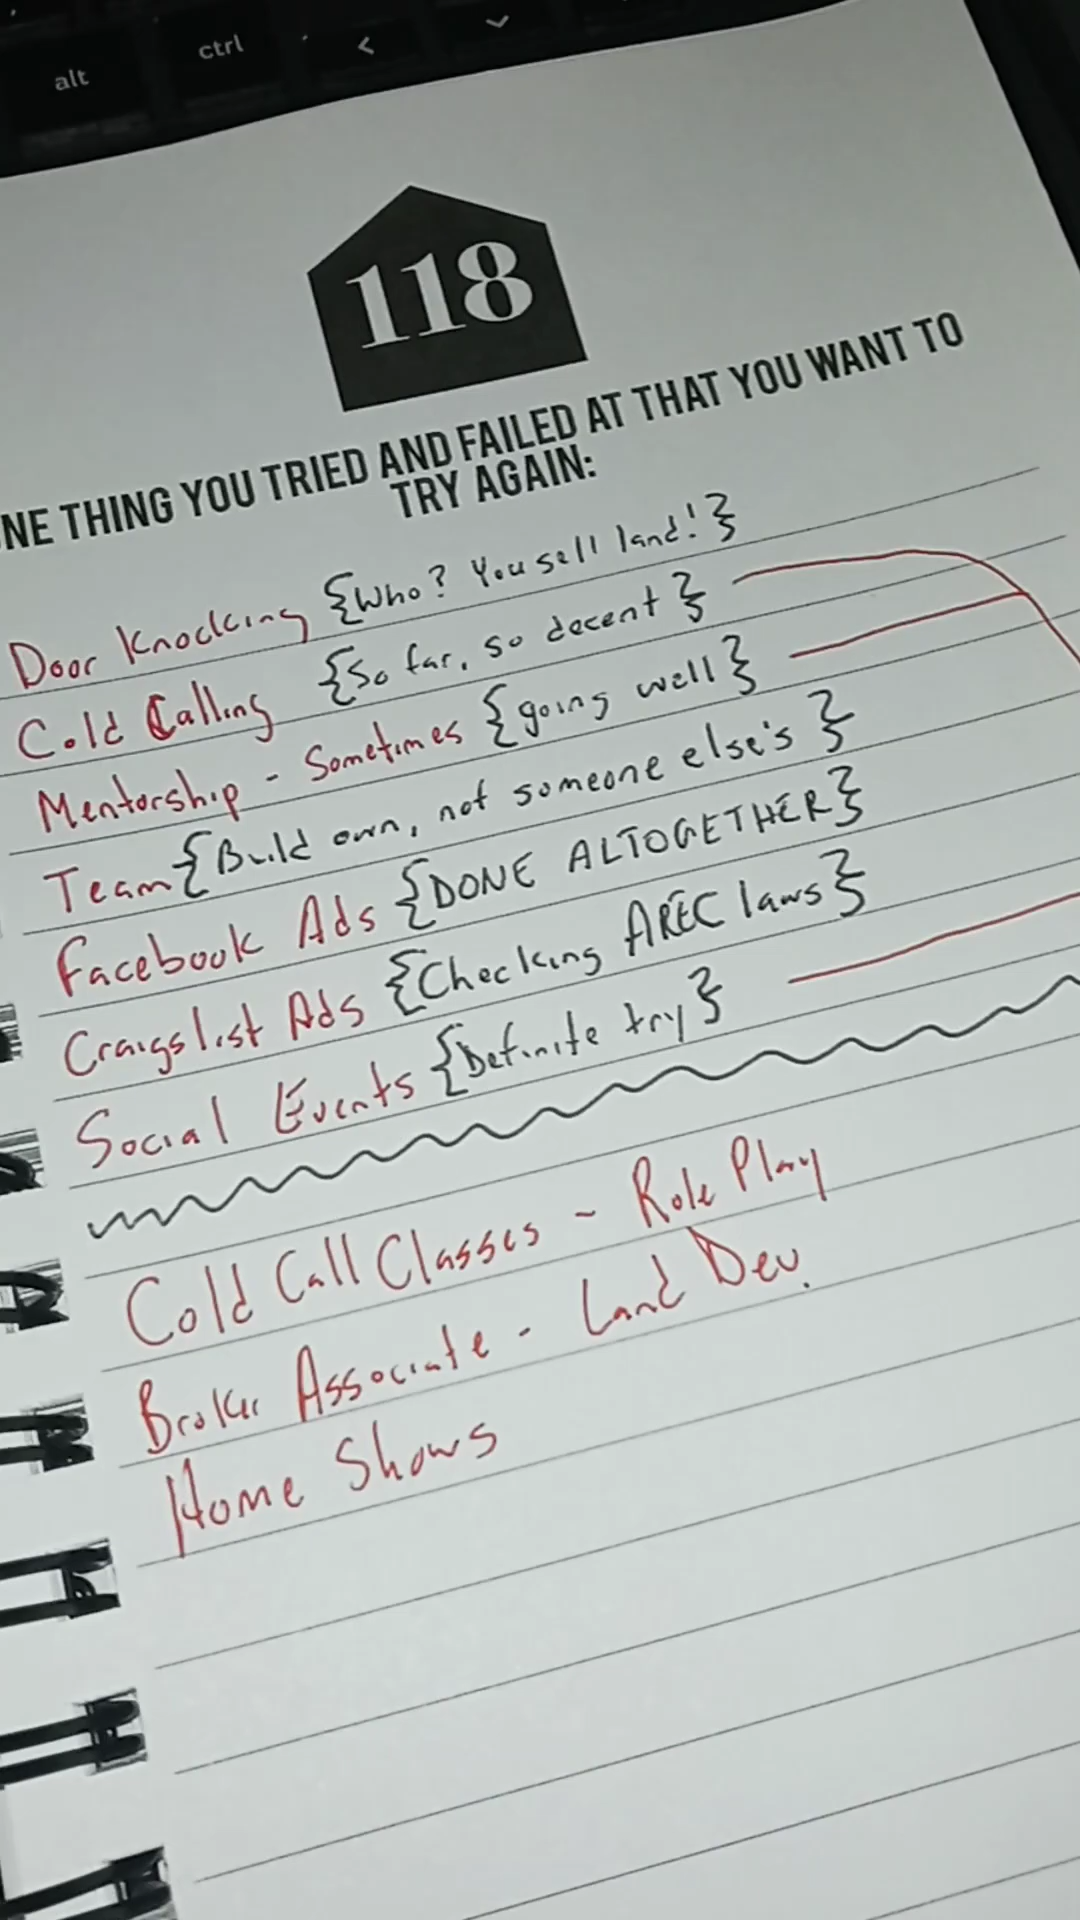 alt ctrl <
118
NE THING YOU TRIED AND FAILED AT THAT YOU WANT TO
TRY AGAIN:
Door Knocking {Who? You sell land!}
Cold Calling {So far, so decent}
Mentorship - Sometimes {going well}
Team {Build own, not someone else's}
Facebook Ads {DONE ALTOGETHER}
Craigslist Ads {Checking AREC laws}
Social Events {Definite try}
Cold Call Classes - Role Play
Broker Associate - Land Dev.
Home Shows